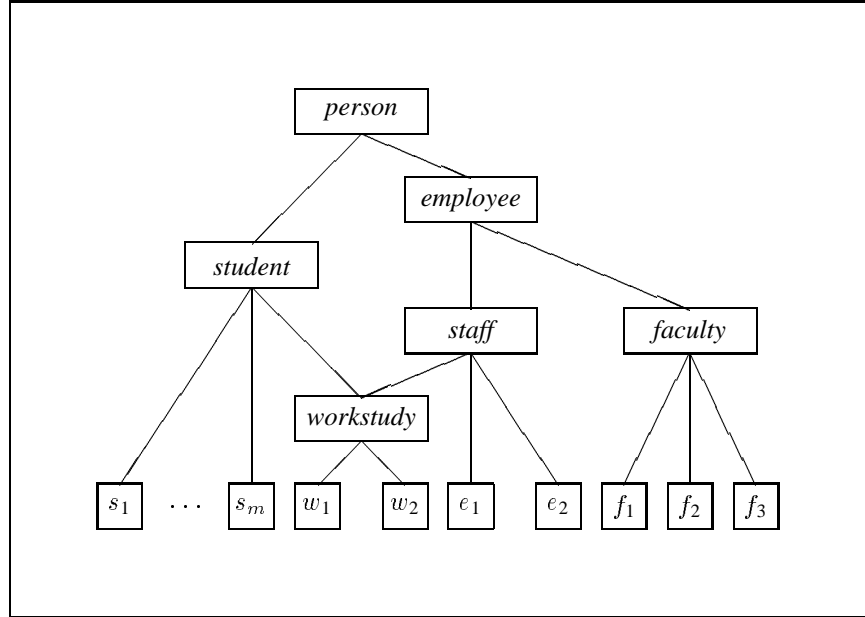 person
employee
student
staff
faculty
workstudy
s₁ ... sₘ w₁ w₂ e₁ e₂ f₁ f₂ f₃